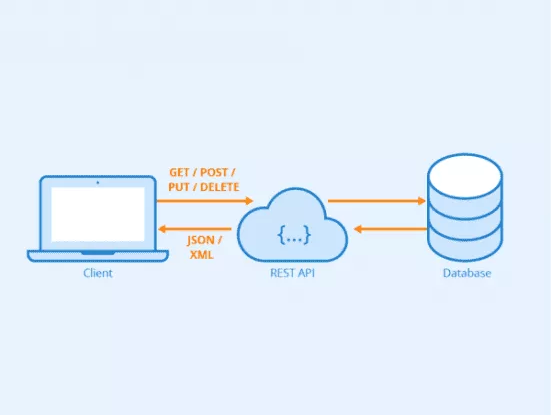 GET / POST /
PUT / DELETE
{...}
JSON /
XML
Client
REST API
Database